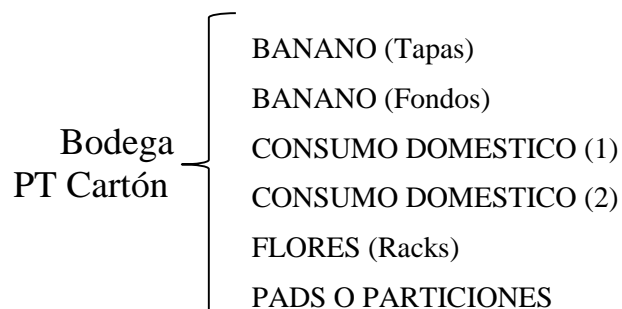 Bodega
PT Cartón
BANANO (Tapas)
BANANO (Fondos)
CONSUMO DOMESTICO (1)
CONSUMO DOMESTICO (2)
FLORES (Racks)
PADS O PARTICIONES